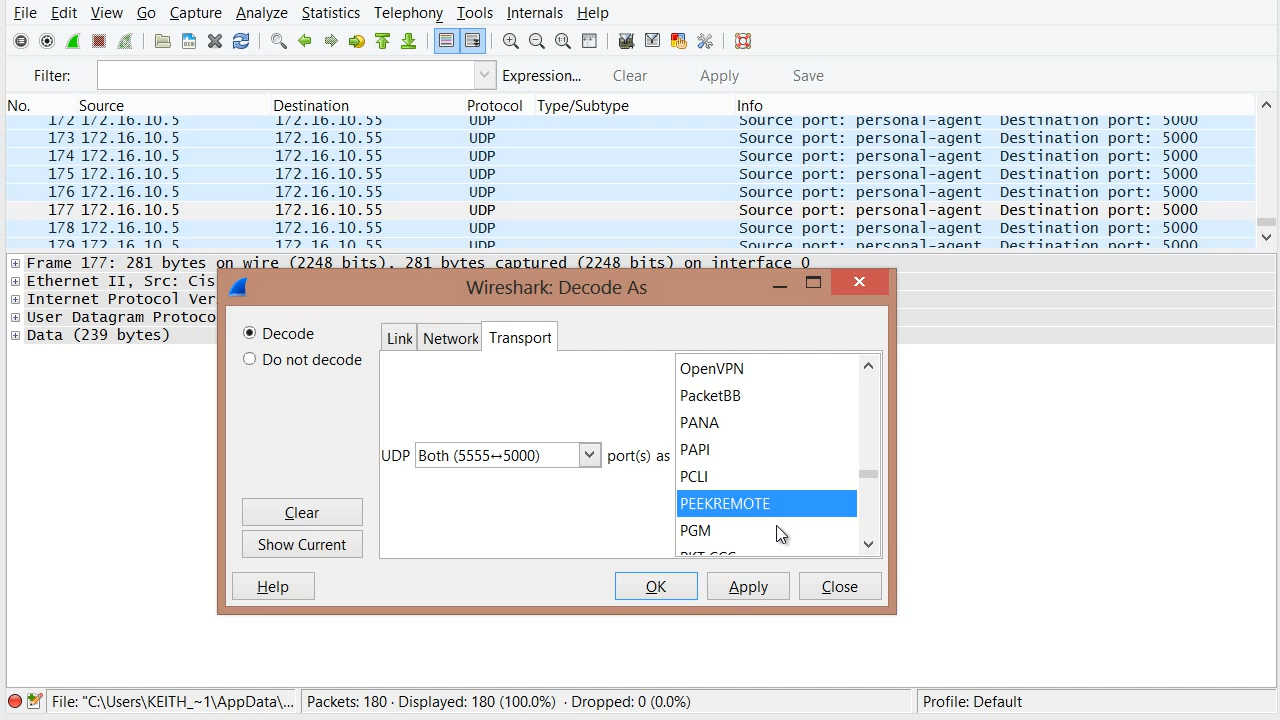 File Edit View Go Capture Analyze Statistics Telephony Tools Internals Help
Filter: Expression... Clear Apply Save
No. Source Destination Protocol Type/Subtype Info
172 172.16.10.5 172.16.10.55 UDP Source port: personal-agent Destination port: 5000
173 172.16.10.5 172.16.10.55 UDP Source port: personal-agent Destination port: 5000
174 172.16.10.5 172.16.10.55 UDP Source port: personal-agent Destination port: 5000
175 172.16.10.5 172.16.10.55 UDP Source port: personal-agent Destination port: 5000
176 172.16.10.5 172.16.10.55 UDP Source port: personal-agent Destination port: 5000
177 172.16.10.5 172.16.10.55 UDP Source port: personal-agent Destination port: 5000
178 172.16.10.5 172.16.10.55 UDP Source port: personal-agent Destination port: 5000
179 172.16.10.5 172.16.10.55 UDP Source port: personal-agent Destination port: 5000
Frame 177: 281 bytes on wire (2248 bits), 281 bytes captured (2248 bits) on interface 0
Ethernet II, Src: Cis
Internet Protocol Ver
User Datagram Protoco
Data (239 bytes)
Wireshark: Decode As
Decode
Do not decode
Link Network Transport
UDP Both (5555↔5000) port(s) as
OpenVPN
PacketBB
PANA
PAPI
PCLI
PEEKREMOTE
PGM
Clear
Show Current
Help OK Apply Close
File: "C:\Users\KEITH_~1\AppData\... Packets: 180 · Displayed: 180 (100.0%) · Dropped: 0 (0.0%) Profile: Default